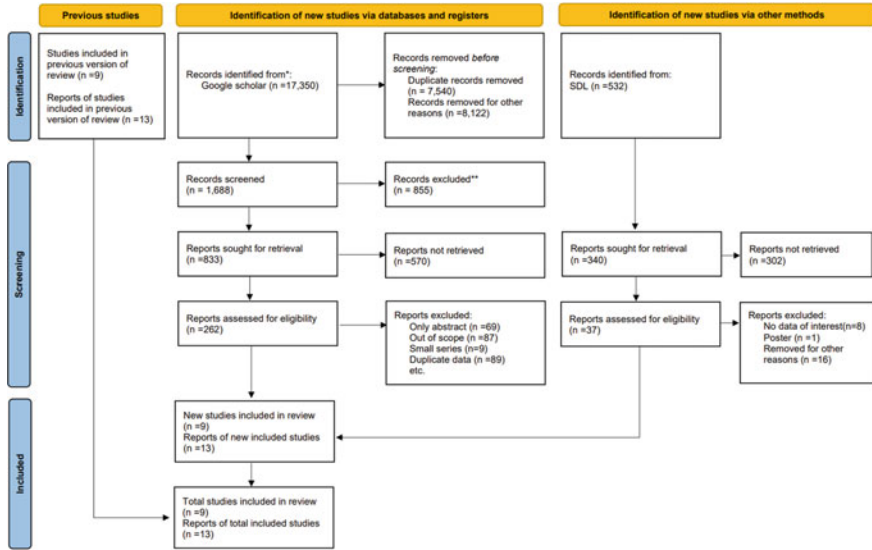 Previous studies
Identification of new studies via databases and registers
Identification of new studies via other methods
Identification
Studies included in
previous version of
review (n =9)
Reports of studies
included in previous
version of review (n =13)
Records identified from*:
Google scholar (n =17,350)
Records removed before
screening:
Duplicate records removed
(n = 7,540)
Records removed for other
reasons (n =8,122)
Records identified from:
SDL (n =532)
Screening
Records screened
(n = 1,688)
Records excluded**
(n = 855)
Reports sought for retrieval
(n =833)
Reports not retrieved
(n =570)
Reports sought for retrieval
(n =340)
Reports not retrieved
(n =302)
Reports assessed for eligibility
(n =262)
Reports excluded:
Only abstract (n =69)
Out of scope (n =87)
Small series (n=9)
Duplicate data (n =89)
etc.
Reports assessed for eligibility
(n =37)
Reports excluded:
No data of interest(n=8)
Poster (n =1)
Removed for other
reasons (n =16)
Included
New studies included in review
(n =9)
Reports of new included studies
(n =13)
Total studies included in review
(n =9)
Reports of total included studies
(n =13)